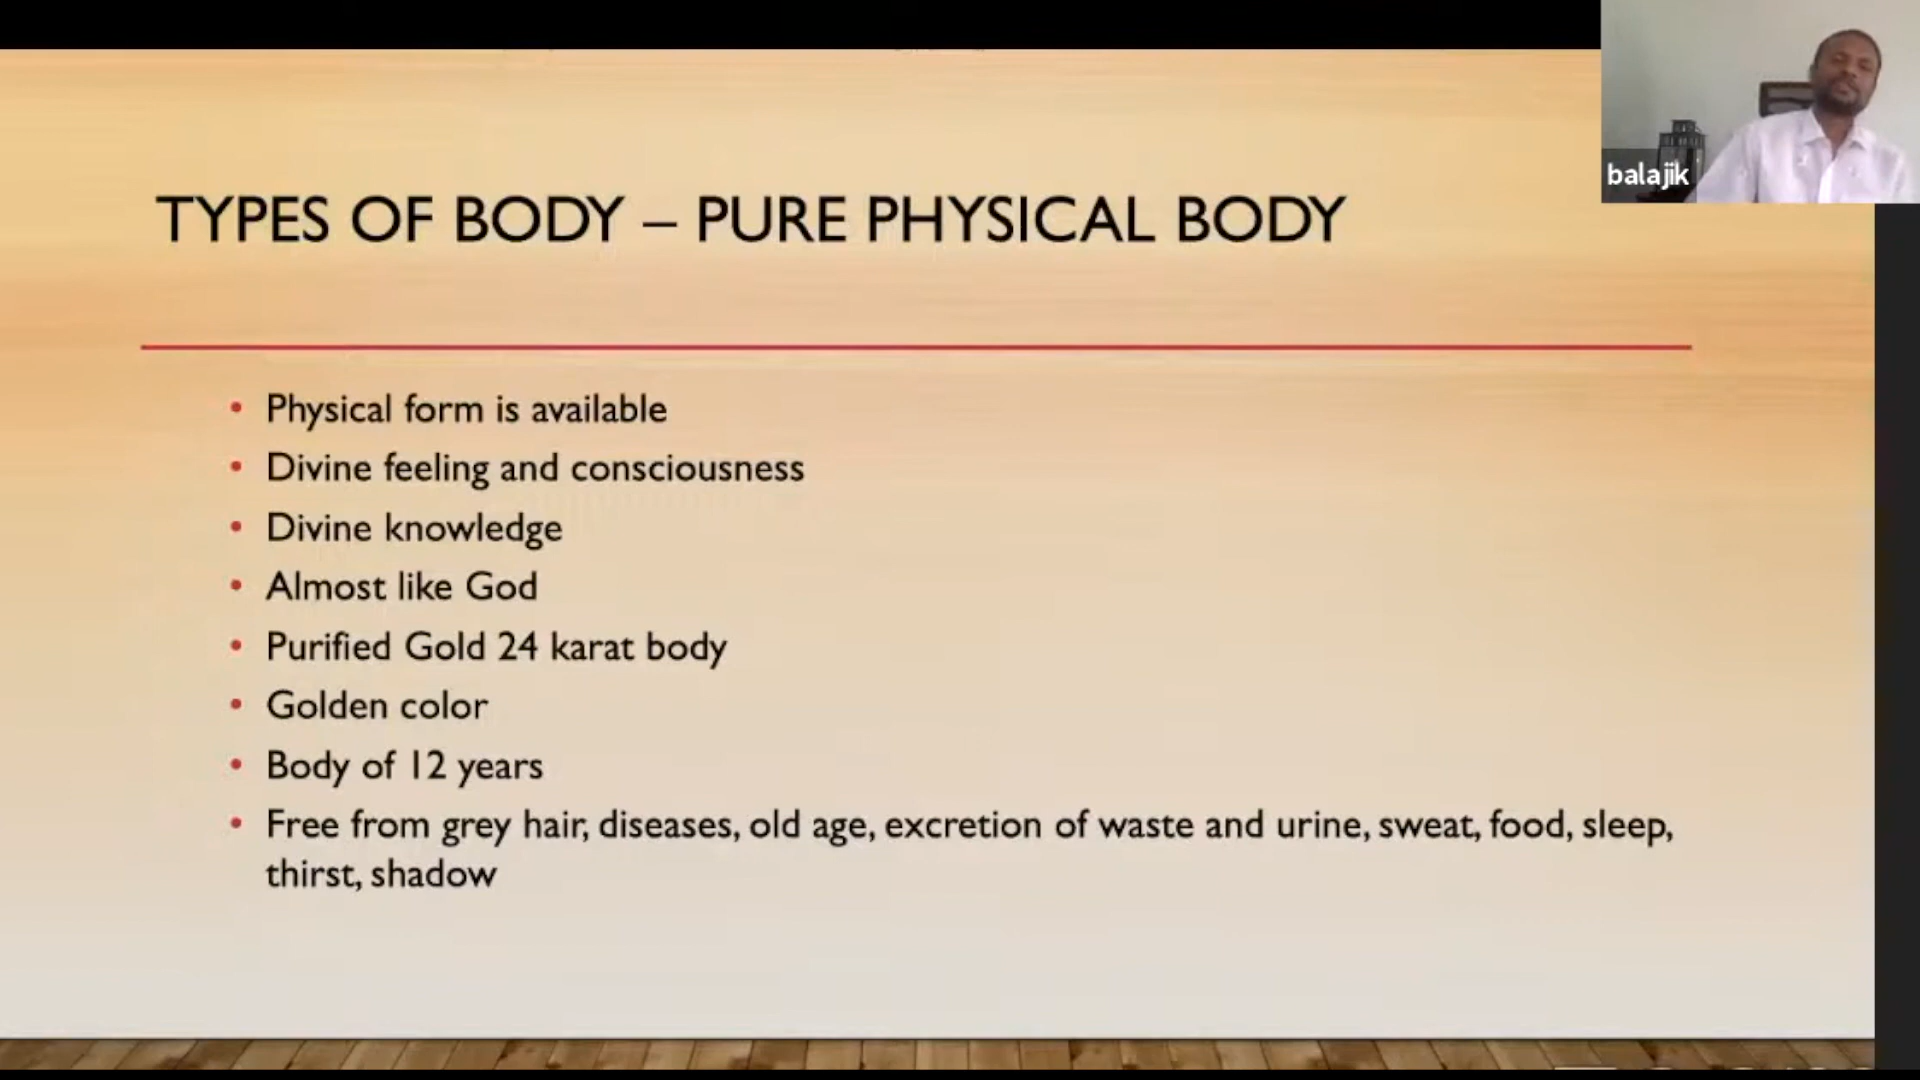 balajik
TYPES OF BODY – PURE PHYSICAL BODY
• Physical form is available
• Divine feeling and consciousness
• Divine knowledge
• Almost like God
• Purified Gold 24 karat body
• Golden color
• Body of 12 years
• Free from grey hair, diseases, old age, excretion of waste and urine, sweat, food, sleep,
thirst, shadow